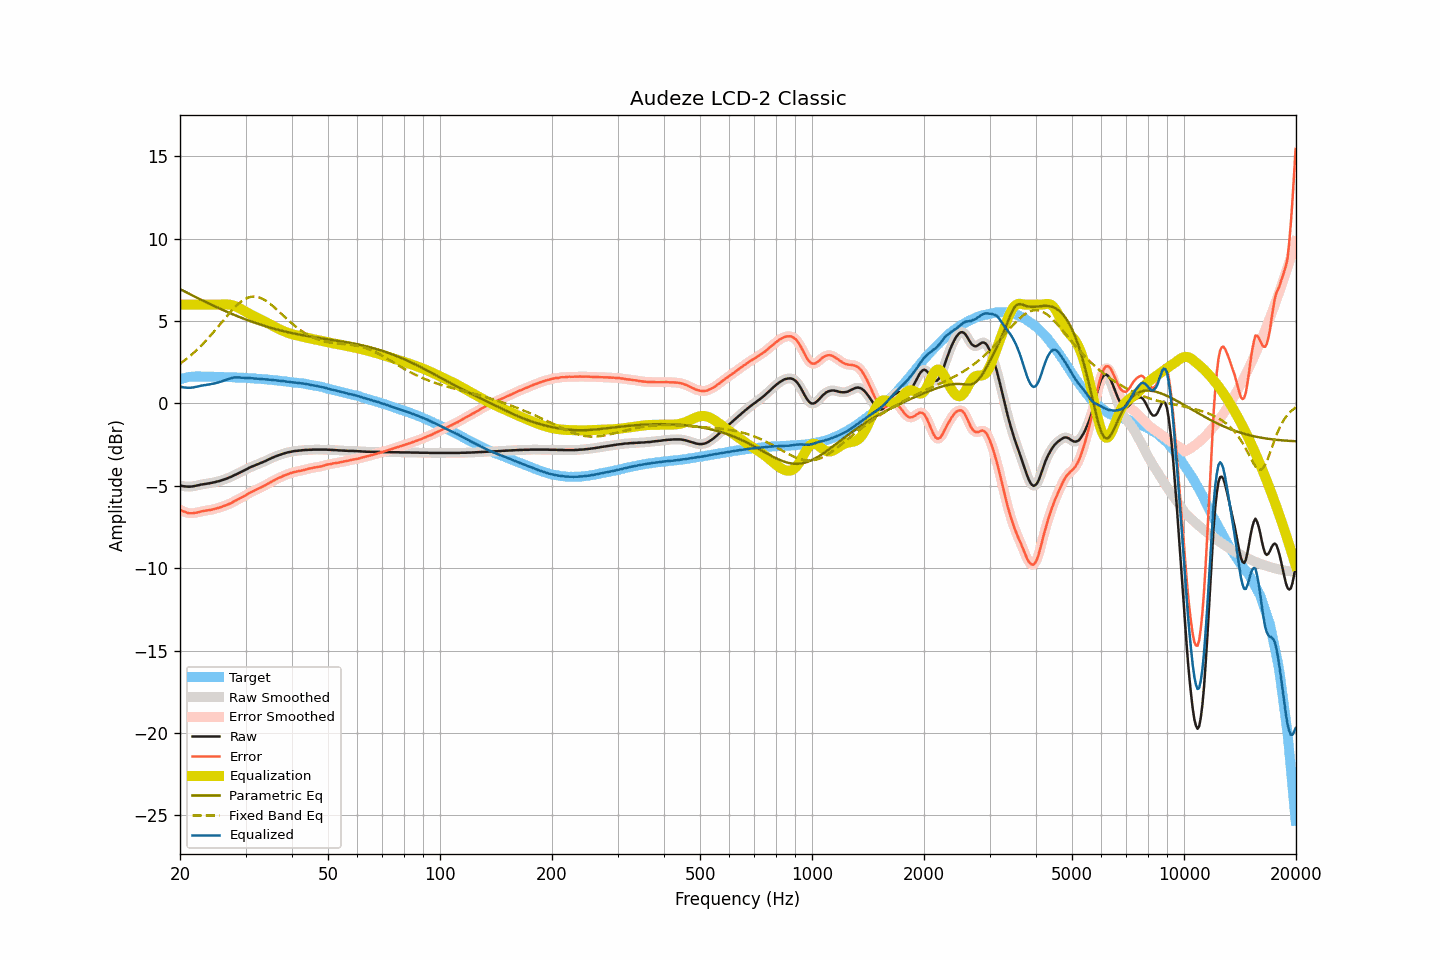 Audeze LCD-2 Classic
15
10
5
0
−5
−10
−15
−20
−25
Amplitude (dBr)
Target
Raw Smoothed
Error Smoothed
Raw
Error
Equalization
Parametric Eq
Fixed Band Eq
Equalized
20 50 100 200 500 1000 2000 5000 10000 20000
Frequency (Hz)